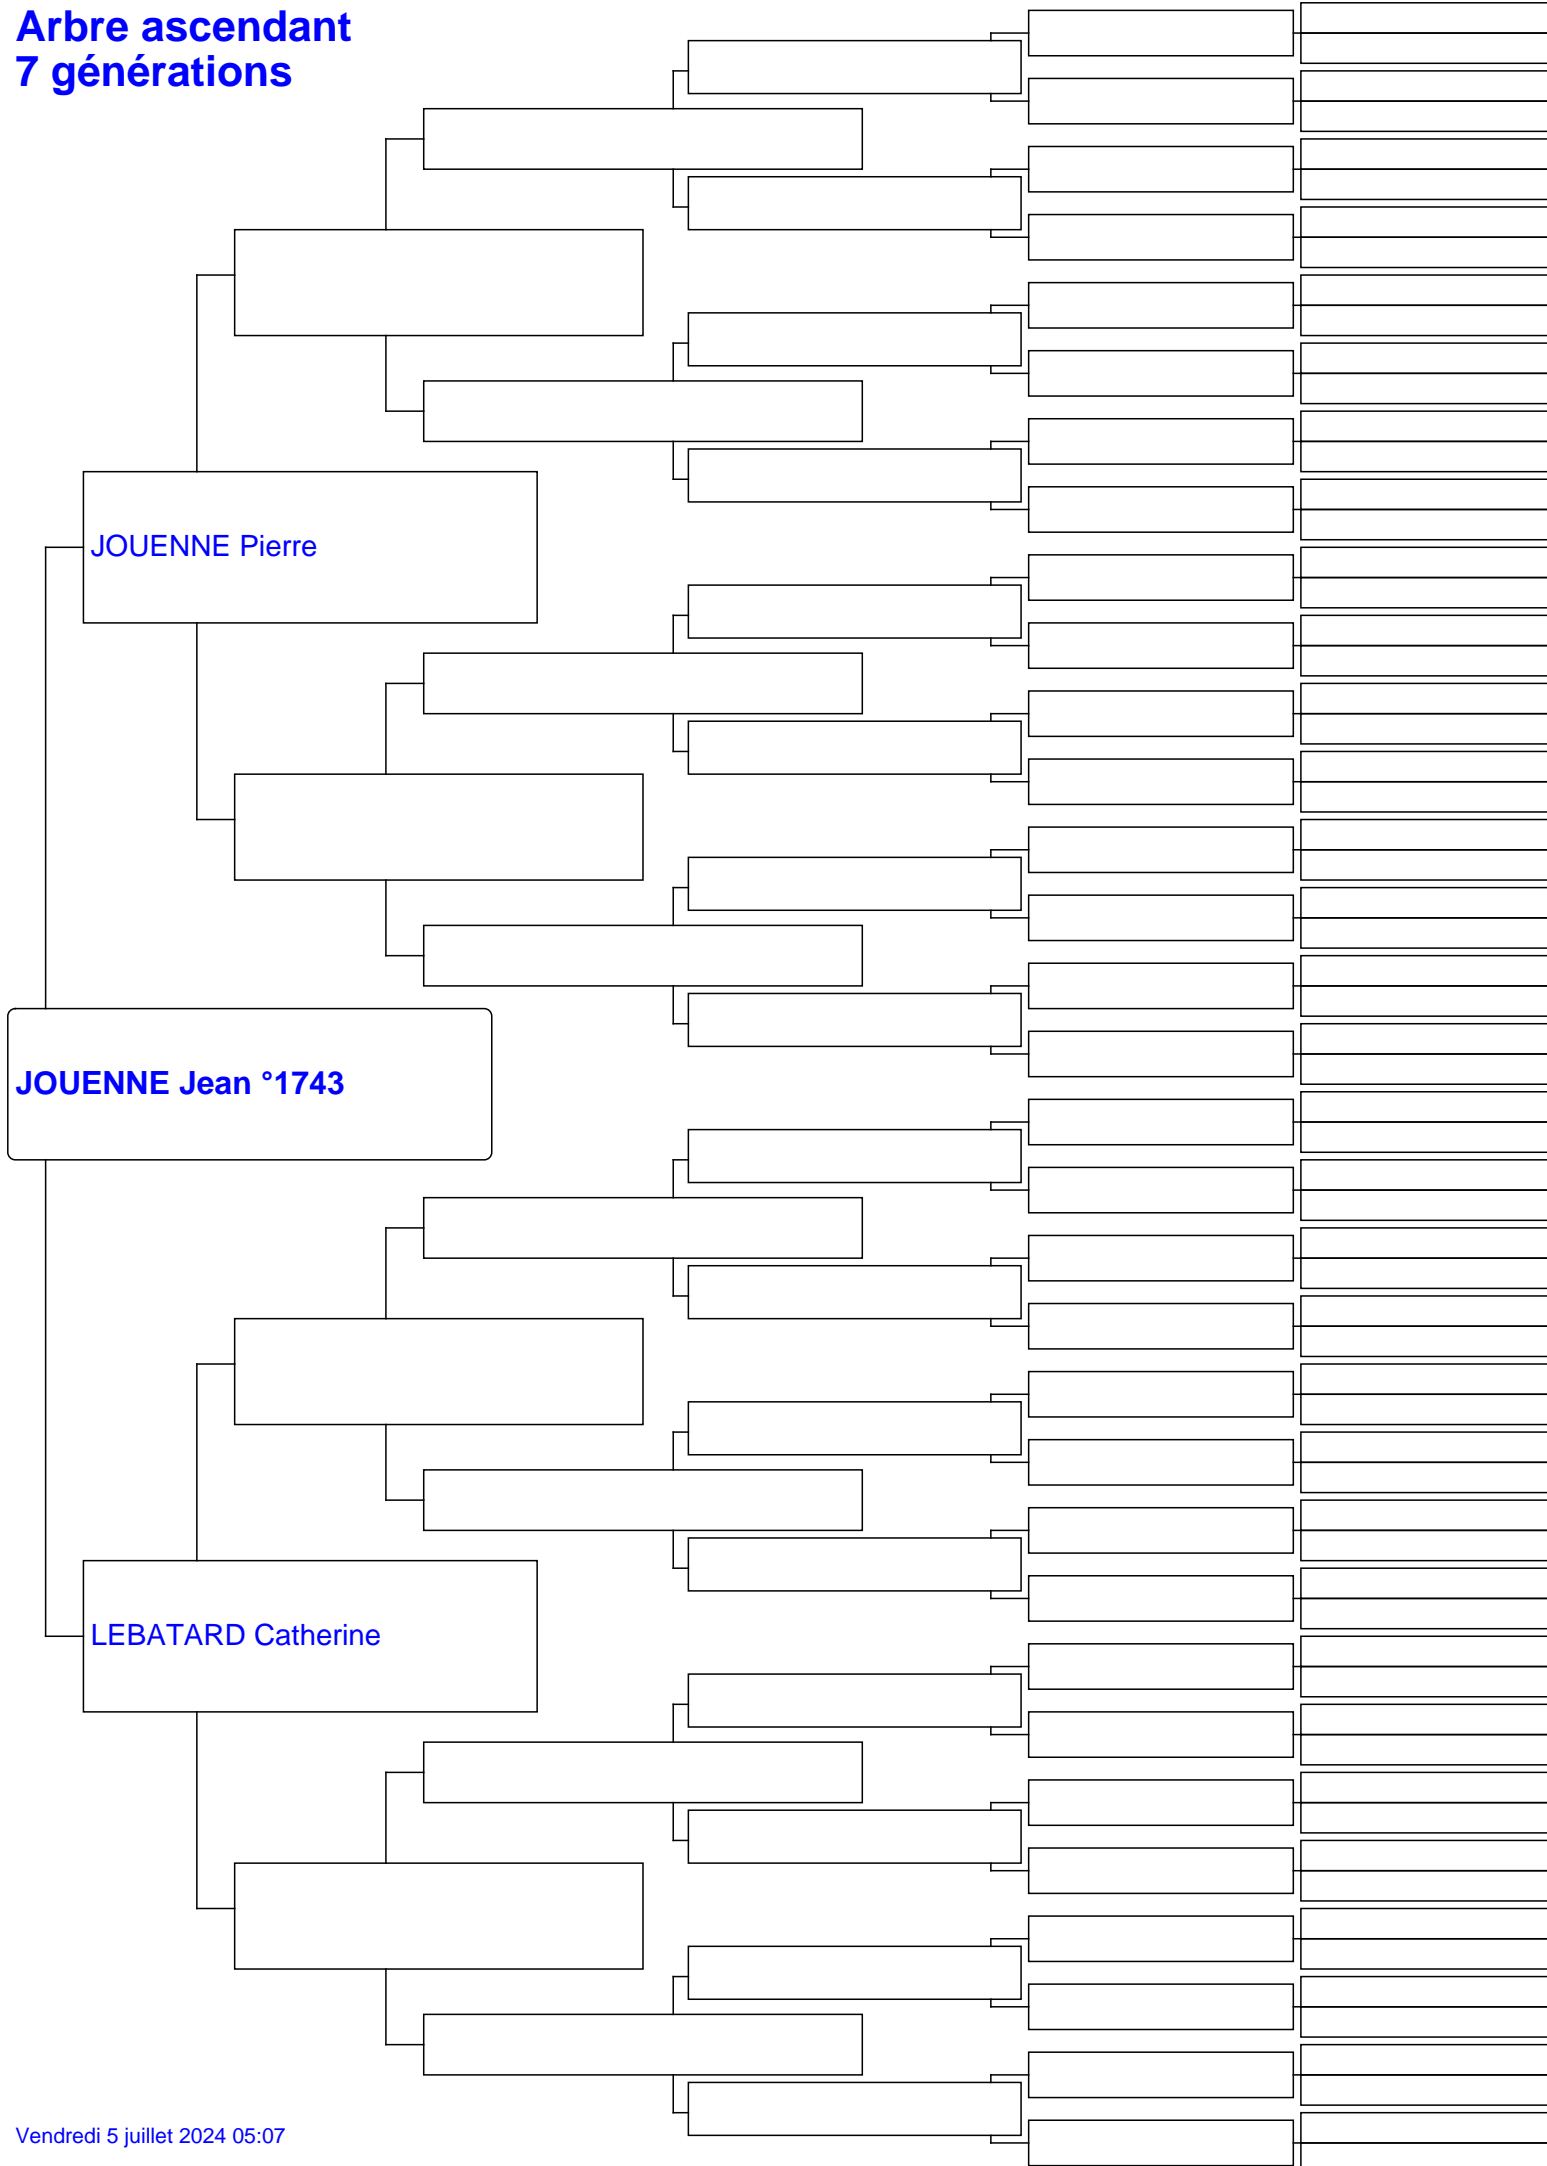 Arbre ascendant
7 générations
JOUENNE Pierre
JOUENNE Jean °1743
LEBATARD Catherine
Vendredi 5 juillet 2024 05:07